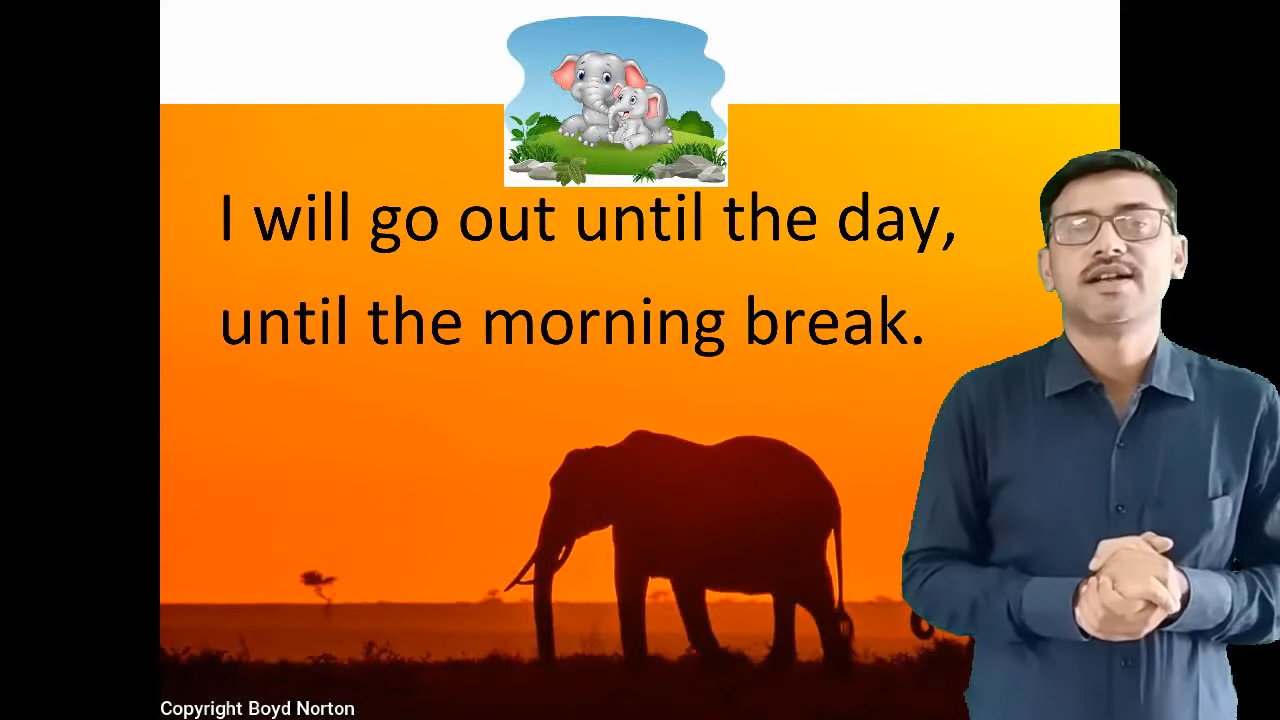 I will go out until the day,
until the morning break.
Copyright Boyd Norton